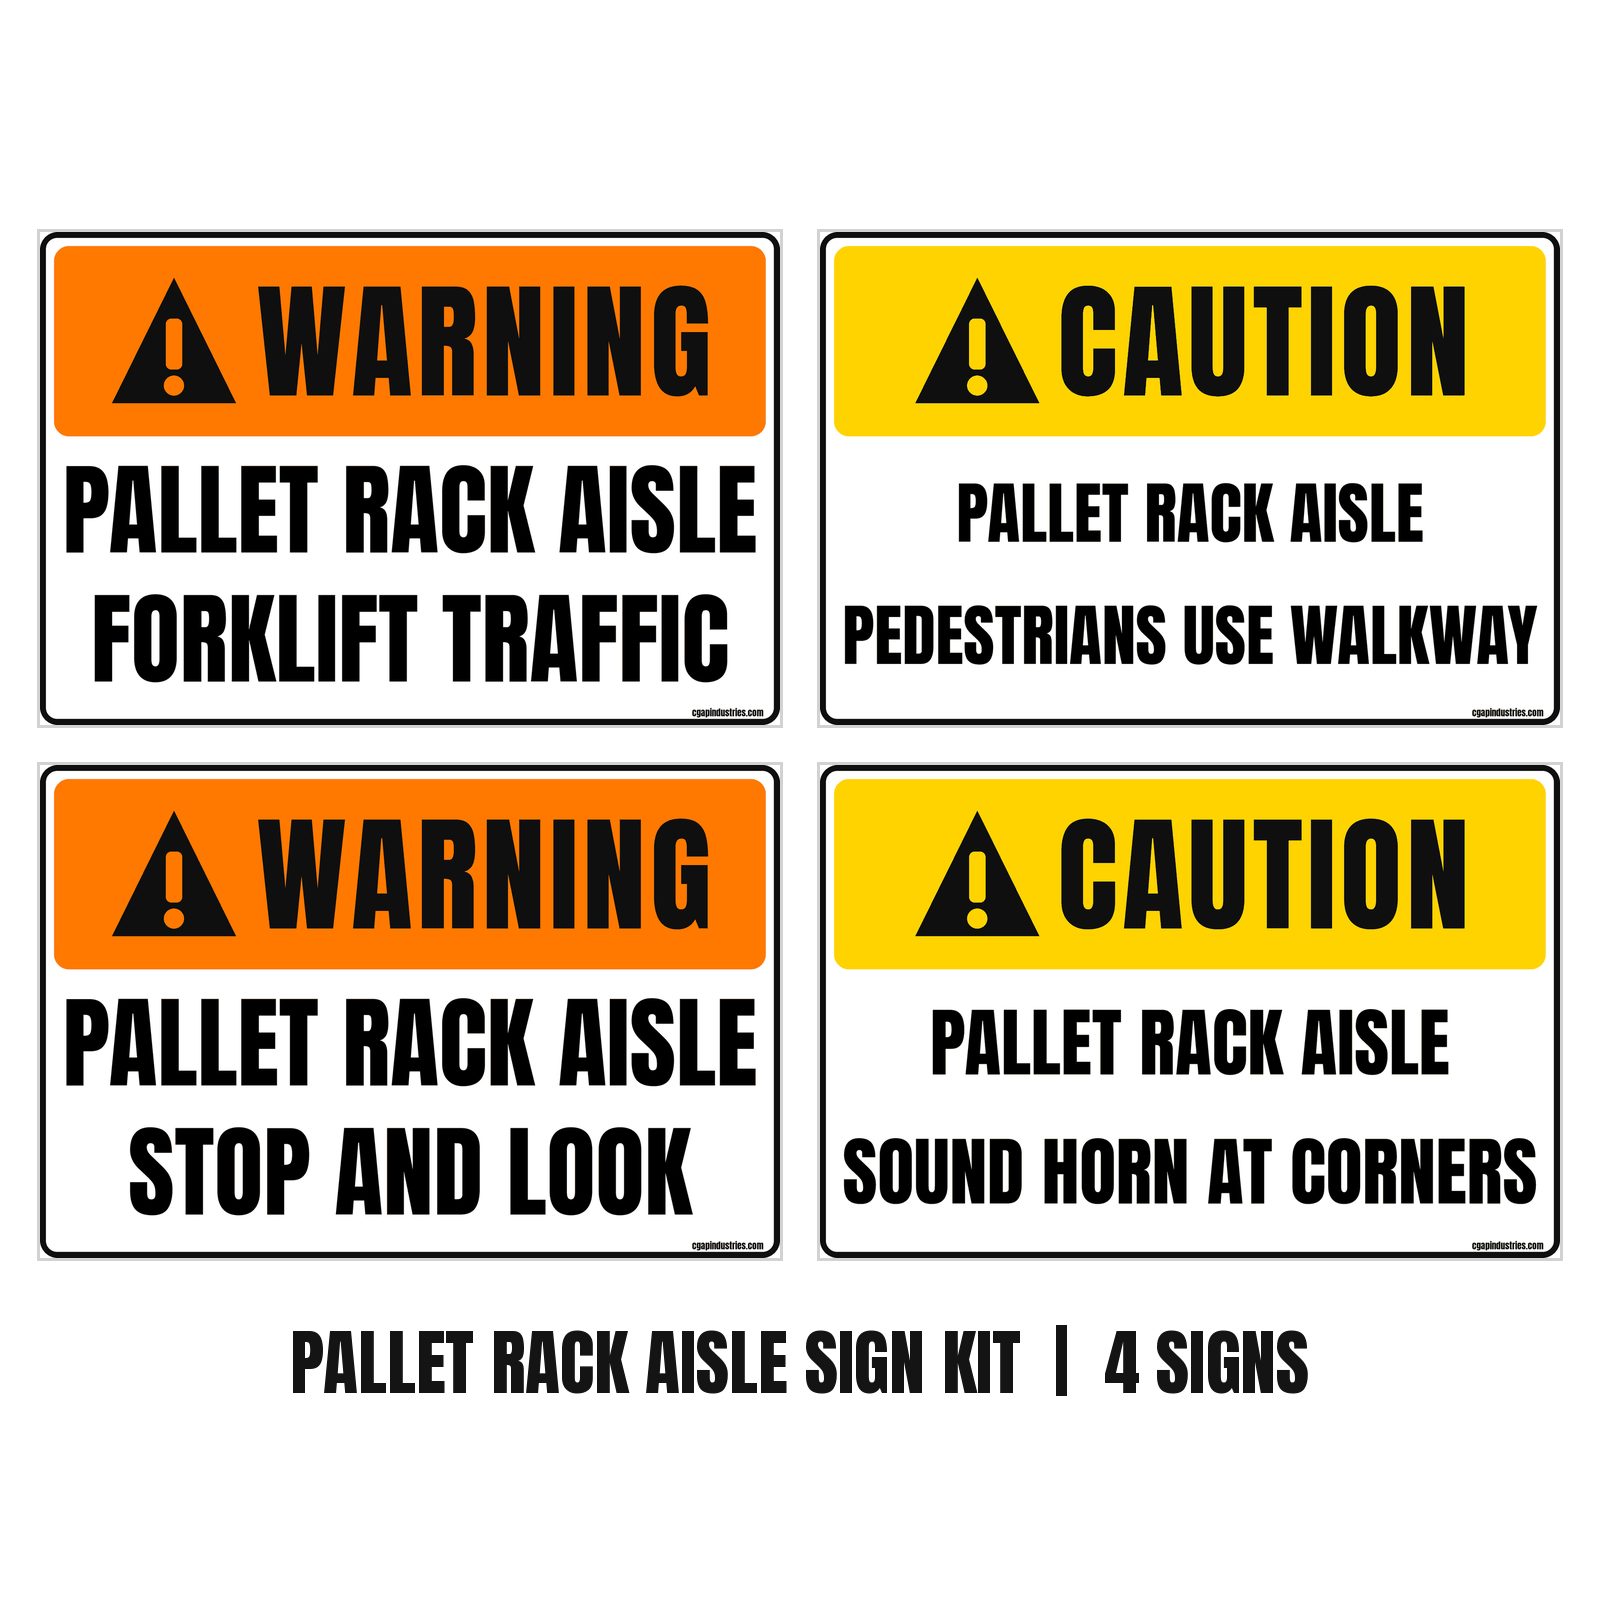 WARNING
PALLET RACK AISLE
FORKLIFT TRAFFIC
cgapindustries.com
CAUTION
PALLET RACK AISLE
PEDESTRIANS USE WALKWAY
cgapindustries.com
WARNING
PALLET RACK AISLE
STOP AND LOOK
cgapindustries.com
CAUTION
PALLET RACK AISLE
SOUND HORN AT CORNERS
cgapindustries.com
PALLET RACK AISLE SIGN KIT | 4 SIGNS